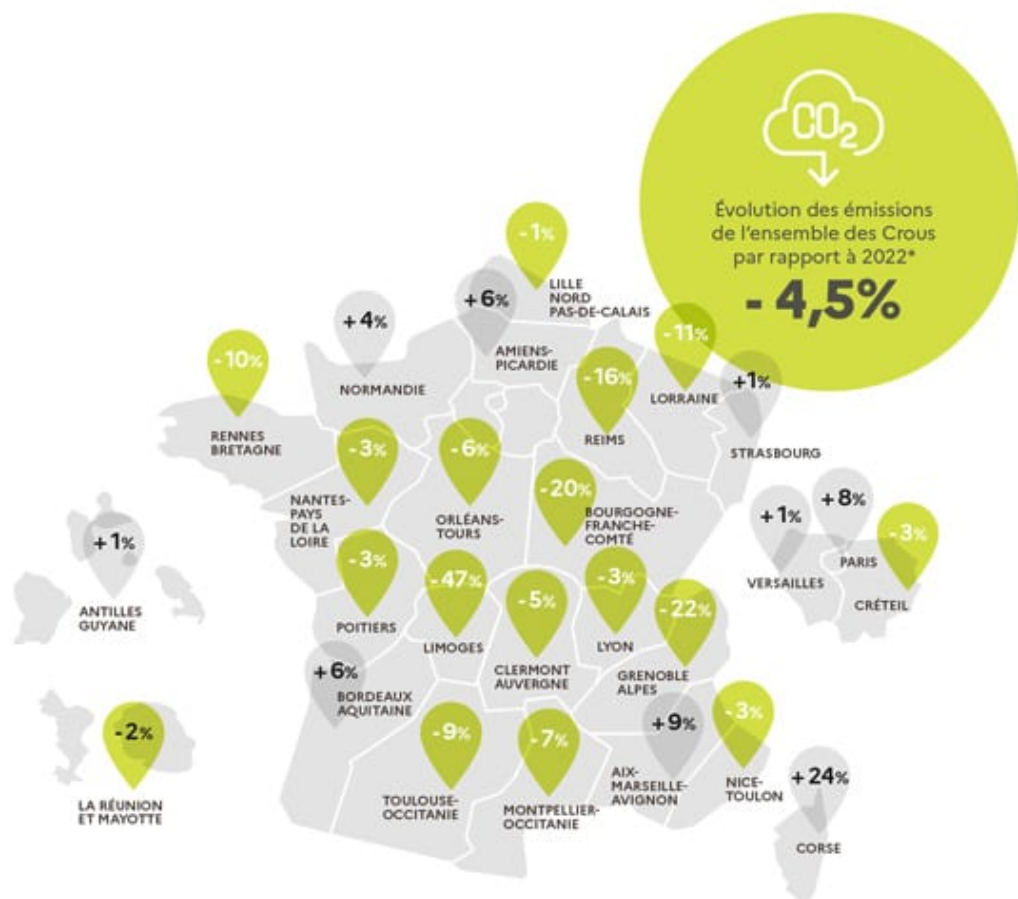 CO2
Évolution des émissions
de l'ensemble des Crous
par rapport à 2022*
- 4,5%
-1%
LILLE
NORD
PAS-DE-CALAIS
+6%
AMIENS-
PICARDIE
+4%
NORMANDIE
-10%
RENNES
BRETAGNE
-11%
LORRAINE
-16%
REIMS
+1%
STRASBOURG
-3%
NANTES-
PAYS
DE LA
LOIRE
-6%
ORLÉANS-
TOURS
-20%
BOURGOGNE-
FRANCHE-
COMTÉ
+1%
VERSAILLES
+8%
PARIS
-3%
CRÉTEIL
+1%
ANTILLES
GUYANE
-3%
POITIERS
-47%
LIMOGES
-5%
CLERMONT
AUVERGNE
-3%
LYON
-22%
GRENOBLE
ALPES
+6%
BORDEAUX
AQUITAINE
-2%
LA RÉUNION
ET MAYOTTE
-9%
TOULOUSE-
OCCITANIE
-7%
MONTPELLIER-
OCCITANIE
+9%
AIX-
MARSEILLE-
AVIGNON
-3%
NICE-
TOULON
+24%
CORSE